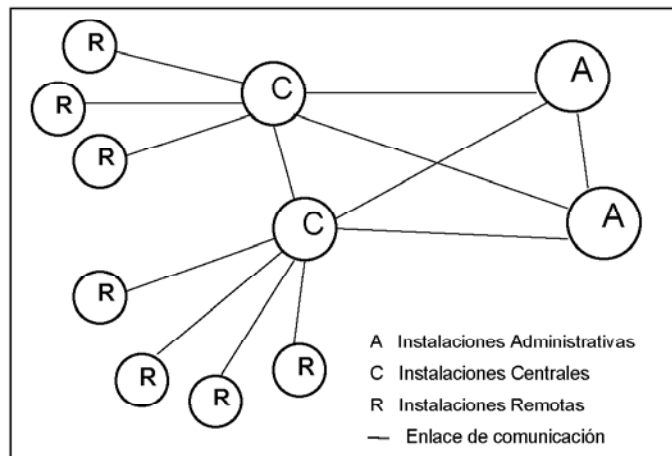 R
C
A
R
R
C
A
R
R
R
R
A Instalaciones Administrativas
C Instalaciones Centrales
R Instalaciones Remotas
— Enlace de comunicación